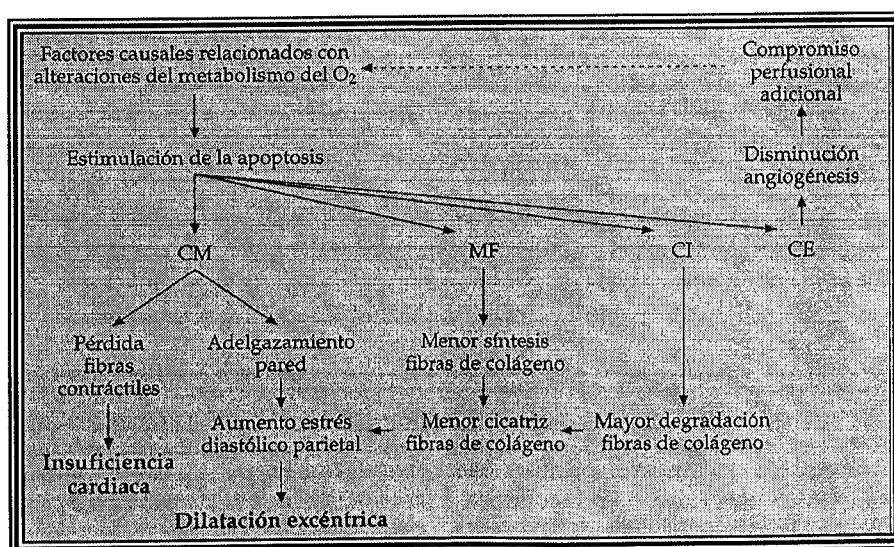 Factores causales relacionados con
alteraciones del metabolismo del O₂
Compromiso
perfusional
adicional
Estimulación de la apoptosis
Disminución
angiogénesis
CM
MF
CI
CE
Pérdida
fibras
contráctiles
Adelgazamiento
pared
Menor síntesis
fibras de colágeno
Aumento estrés
diastólico parietal
Menor cicatriz
fibras de colágeno
Mayor degradación
fibras de colágeno
Insuficiencia
cardiaca
Dilatación excéntrica